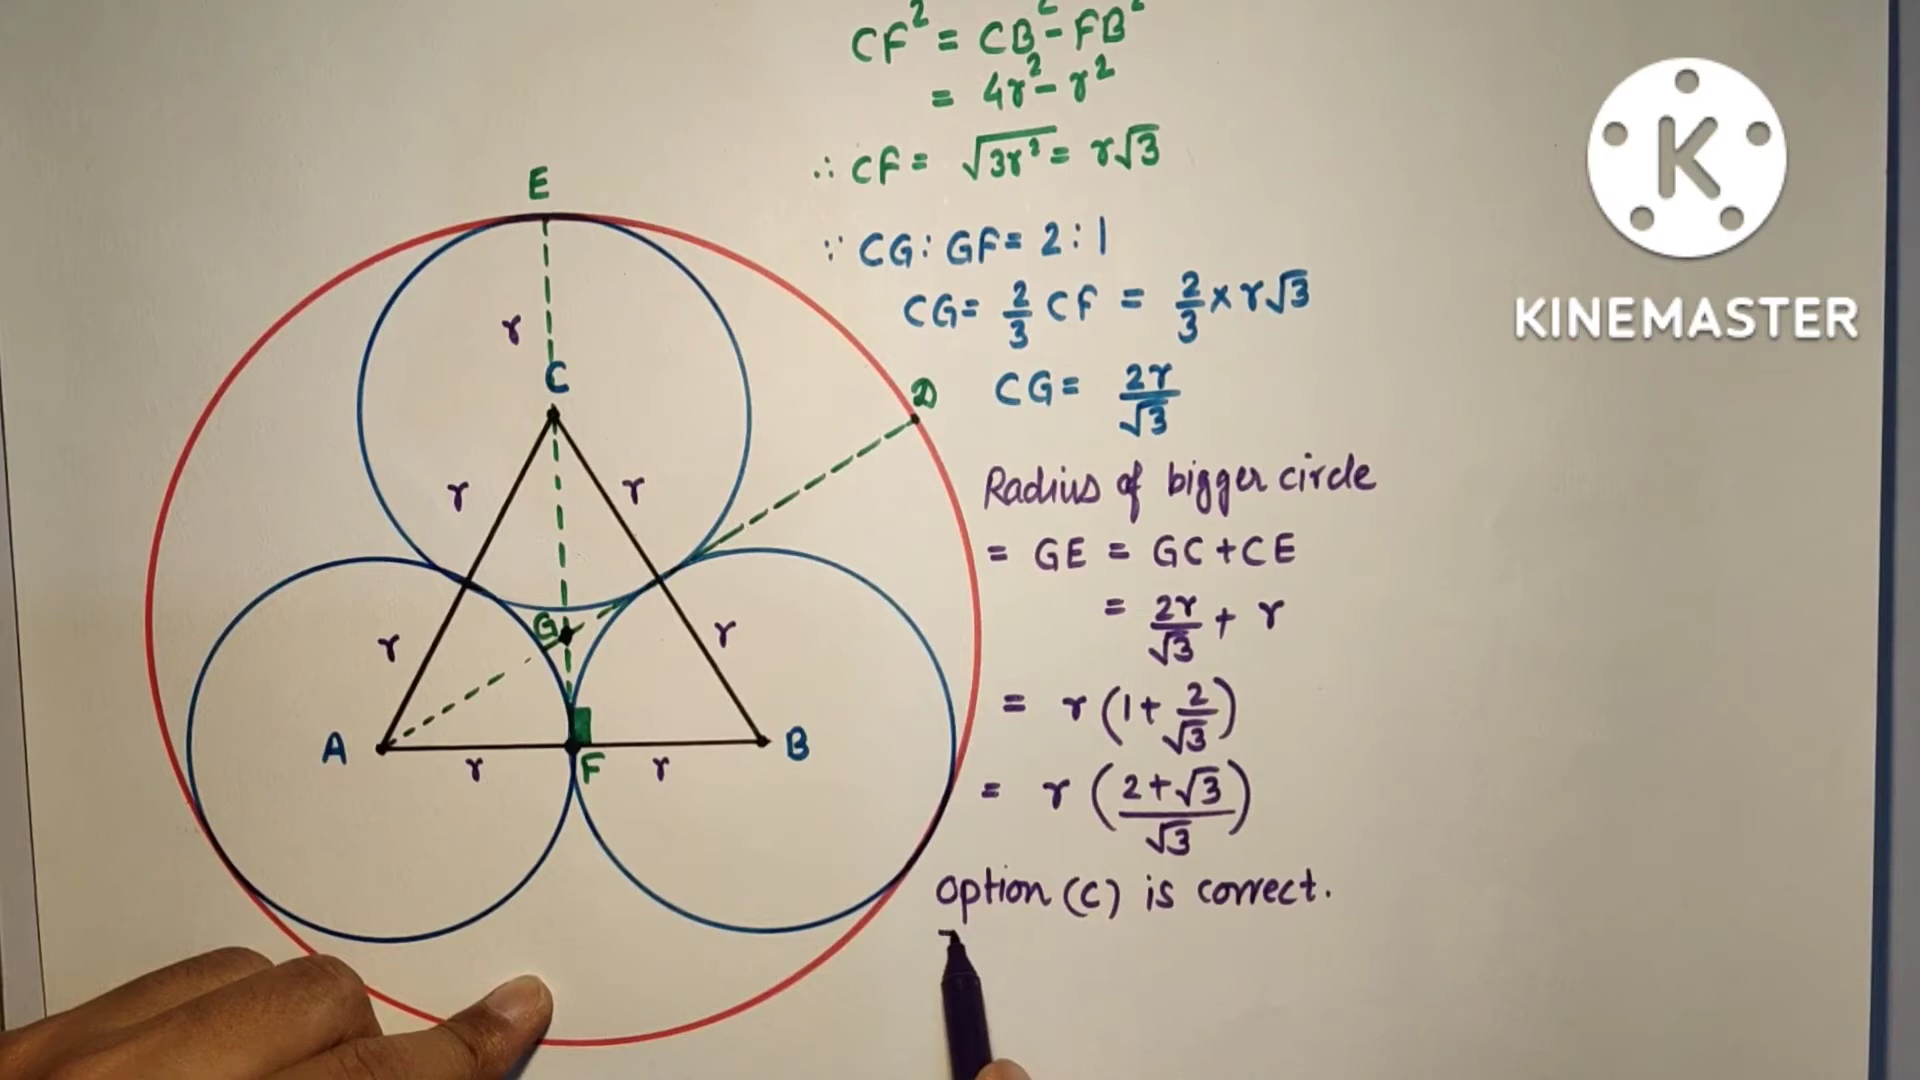 CF² = CB² - FB²
= 4r² - r²
∴ CF = √3r² = r√3
∵ CG : GF = 2 : 1
CG = 2/3 CF = 2/3 × r√3
CG = 2r/√3
Radius of bigger circle
= GE = GC + CE
= 2r/√3 + r
= r (1 + 2/√3)
= r ((2 + √3)/√3)
option (C) is correct.
E
r
C
D
r
r
G
r
r
A
F
B
r
r
K
KINEMASTER